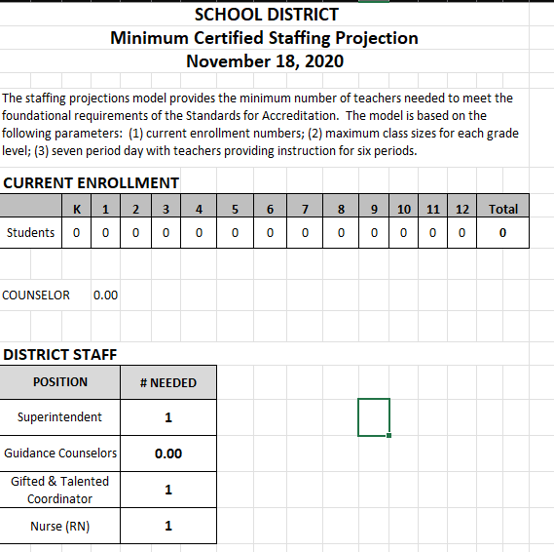 SCHOOL DISTRICT
Minimum Certified Staffing Projection
November 18, 2020
The staffing projections model provides the minimum number of teachers needed to meet the
foundational requirements of the Standards for Accreditation. The model is based on the
following parameters: (1) current enrollment numbers; (2) maximum class sizes for each grade
level; (3) seven period day with teachers providing instruction for six periods.
CURRENT ENROLLMENT
K 1 2 3 4 5 6 7 8 9 10 11 12 Total
Students 0 0 0 0 0 0 0 0 0 0 0 0 0 0
COUNSELOR 0.00
DISTRICT STAFF
POSITION # NEEDED
Superintendent 1
Guidance Counselors 0.00
Gifted & Talented
Coordinator 1
Nurse (RN) 1